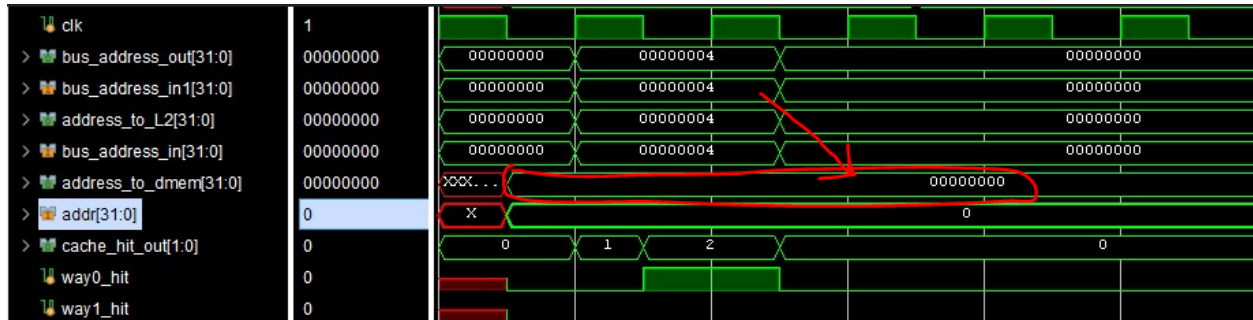 clk 1
> bus_address_out[31:0] 00000000 00000000 00000004 00000000
> bus_address_in1[31:0] 00000000 00000000 00000004 00000000
> address_to_L2[31:0] 00000000 00000000 00000004 00000000
> bus_address_in[31:0] 00000000 00000000 00000004 00000000
> address_to_dmem[31:0] 00000000 XXX... 00000000
> addr[31:0] 0 X 0
> cache_hit_out[1:0] 0 0 1 2 0
way0_hit 0
way1_hit 0